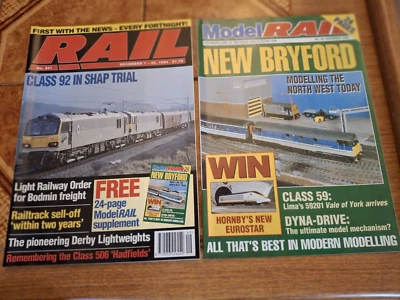 FIRST WITH THE NEWS - EVERY FORTNIGHT!
RAIL
CLASS 92 IN SHAP TRIAL
Light Railway Order
for Bodmin freight
Railtrack sell-off
'within two years'
FREE
24-page
ModelRAIL
supplement
NEW BRYFORD
The pioneering Derby Lightweights
Remembering the Class 506 'Hadfields'
ModelRAIL
NEW BRYFORD
MODELLING THE
NORTH WEST TODAY
WIN
HORNBY'S NEW
EUROSTAR
CLASS 59:
Lima's 59201 Vale of York arrives
DYNA-DRIVE:
The ultimate model mechanism?
ALL THAT'S BEST IN MODERN MODELLING